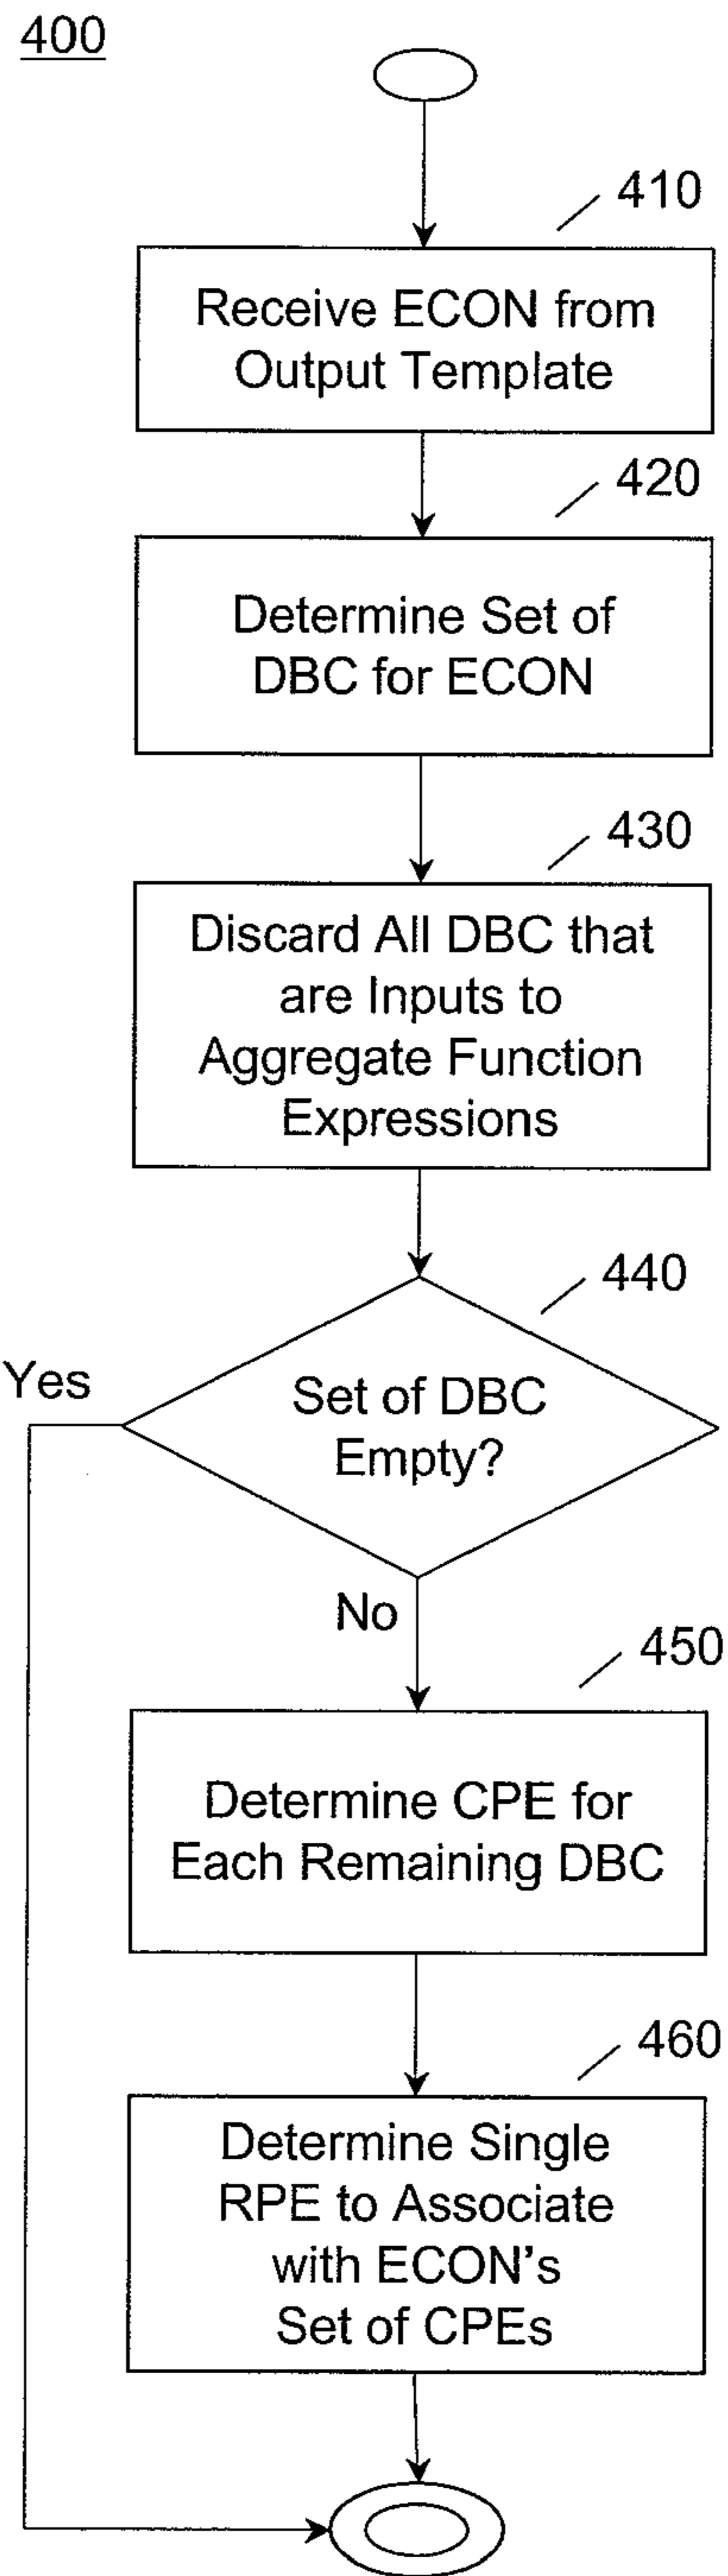 400
410
Receive ECON from
Output Template
420
Determine Set of
DBC for ECON
430
Discard All DBC that
are Inputs to
Aggregate Function
Expressions
440
Yes
Set of DBC
Empty?
No
450
Determine CPE for
Each Remaining DBC
460
Determine Single
RPE to Associate
with ECON's
Set of CPEs